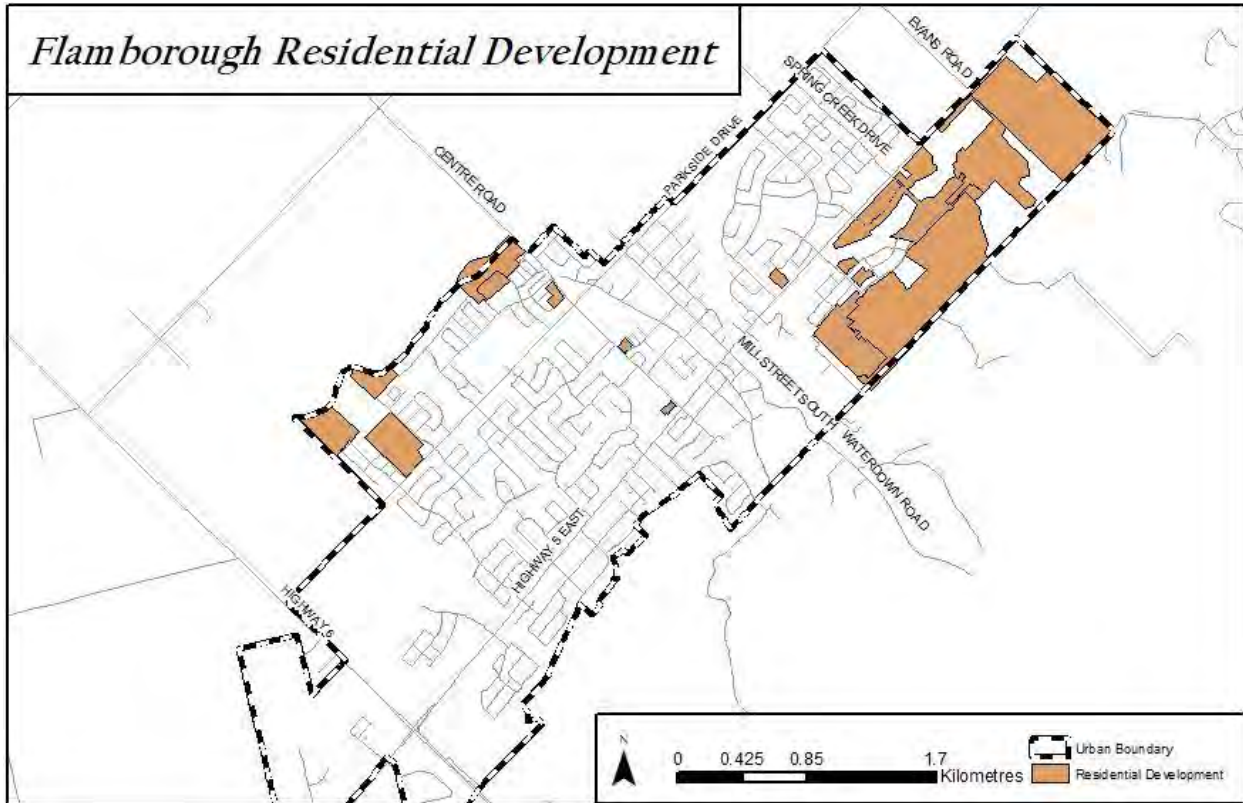 Flamborough Residential Development
EVANS ROAD
SPRING CREEK DRIVE
PARKSIDE DRIVE
CENTRE ROAD
MILL STREET SOUTH
WATERDOWN ROAD
HIGHWAY 5 EAST
HIGHWAY 6
N
0 0.425 0.85 1.7
Kilometres
Urban Boundary
Residential Development